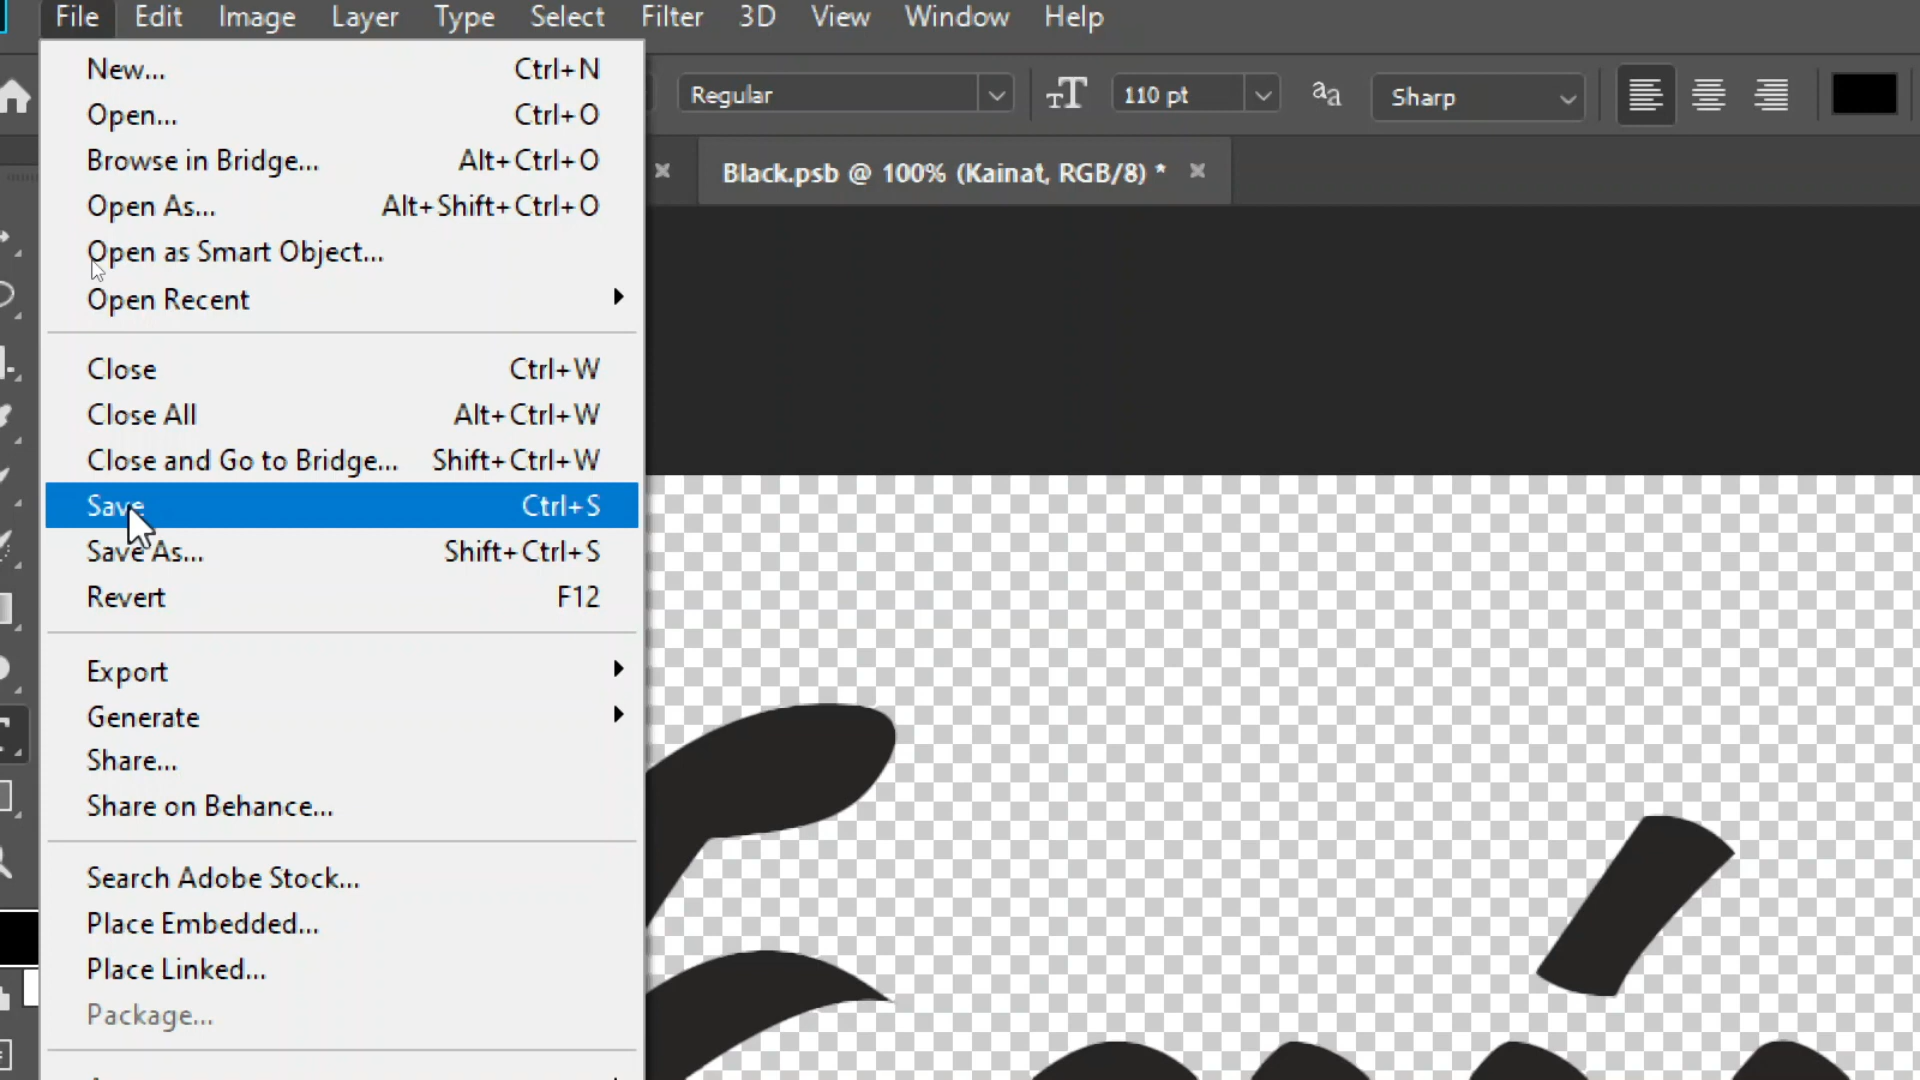 File Edit Image Layer Type Select Filter 3D View Window Help
Regular 110 pt Sharp
Black.psb @ 100% (Kainat, RGB/8) *
New... Ctrl+N
Open... Ctrl+O
Browse in Bridge... Alt+Ctrl+O
Open As... Alt+Shift+Ctrl+O
Open as Smart Object...
Open Recent
Close Ctrl+W
Close All Alt+Ctrl+W
Close and Go to Bridge... Shift+Ctrl+W
Save Ctrl+S
Save As... Shift+Ctrl+S
Revert F12
Export
Generate
Share...
Share on Behance...
Search Adobe Stock...
Place Embedded...
Place Linked...
Package...